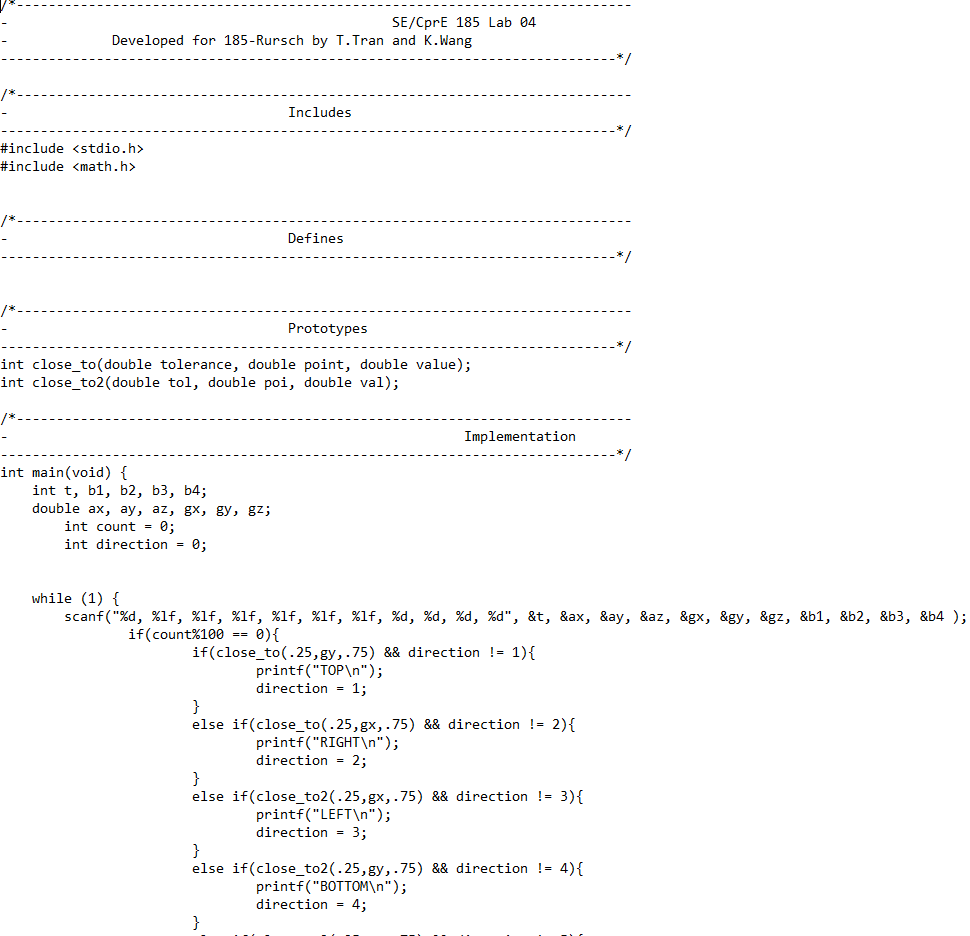 /*-----------------------------------------------------------------------------
-                                                SE/CprE 185 Lab 04
-             Developed for 185-Rursch by T.Tran and K.Wang
-----------------------------------------------------------------------------*/
/*-----------------------------------------------------------------------------
-                                   Includes
-----------------------------------------------------------------------------*/
#include <stdio.h>
#include <math.h>
/*-----------------------------------------------------------------------------
-                                   Defines
-----------------------------------------------------------------------------*/
/*-----------------------------------------------------------------------------
-                                   Prototypes
-----------------------------------------------------------------------------*/
int close_to(double tolerance, double point, double value);
int close_to2(double tol, double poi, double val);
/*-----------------------------------------------------------------------------
-                                                         Implementation
-----------------------------------------------------------------------------*/
int main(void) {
    int t, b1, b2, b3, b4;
    double ax, ay, az, gx, gy, gz;
        int count = 0;
        int direction = 0;
    while (1) {
        scanf("%d, %lf, %lf, %lf, %lf, %lf, %lf, %d, %d, %d, %d", &t, &ax, &ay, &az, &gx, &gy, &gz, &b1, &b2, &b3, &b4 );
                if(count%100 == 0){
                        if(close_to(.25,gy,.75) && direction != 1){
                                printf("TOP\n");
                                direction = 1;
                        }
                        else if(close_to(.25,gx,.75) && direction != 2){
                                printf("RIGHT\n");
                                direction = 2;
                        }
                        else if(close_to2(.25,gx,.75) && direction != 3){
                                printf("LEFT\n");
                                direction = 3;
                        }
                        else if(close_to2(.25,gy,.75) && direction != 4){
                                printf("BOTTOM\n");
                                direction = 4;
                        }